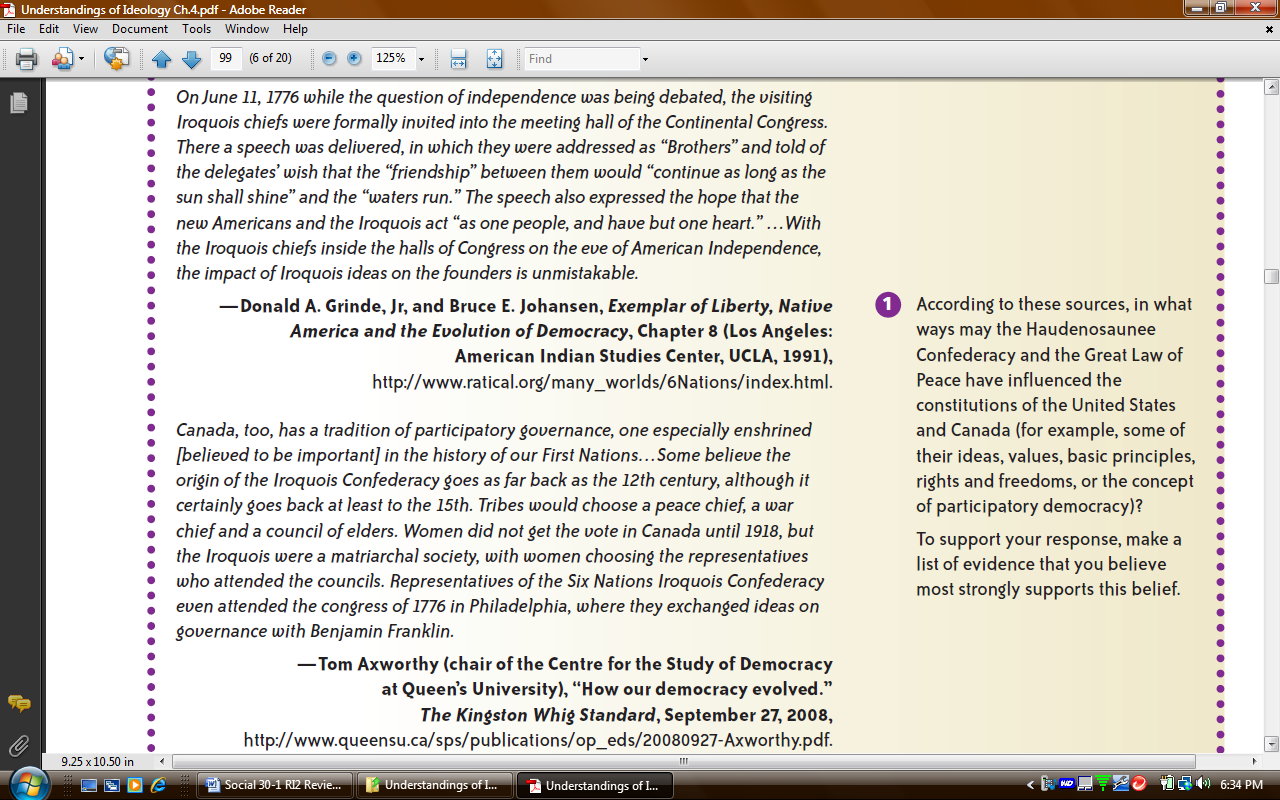 Understandings of Ideology Ch.4.pdf - Adobe Reader
File Edit View Document Tools Window Help
99 (6 of 20) 125% Find
On June 11, 1776 while the question of independence was being debated, the visiting
Iroquois chiefs were formally invited into the meeting hall of the Continental Congress.
There a speech was delivered, in which they were addressed as “Brothers” and told of
the delegates’ wish that the “friendship” between them would “continue as long as the
sun shall shine” and the “waters run.” The speech also expressed the hope that the
new Americans and the Iroquois act “as one people, and have but one heart.” …With
the Iroquois chiefs inside the halls of Congress on the eve of American Independence,
the impact of Iroquois ideas on the founders is unmistakable.
—Donald A. Grinde, Jr, and Bruce E. Johansen, Exemplar of Liberty, Native
America and the Evolution of Democracy, Chapter 8 (Los Angeles:
American Indian Studies Center, UCLA, 1991),
http://www.ratical.org/many_worlds/6Nations/index.html.
Canada, too, has a tradition of participatory governance, one especially enshrined
[believed to be important] in the history of our First Nations…Some believe the
origin of the Iroquois Confederacy goes as far back as the 12th century, although it
certainly goes back at least to the 15th. Tribes would choose a peace chief, a war
chief and a council of elders. Women did not get the vote in Canada until 1918, but
the Iroquois were a matriarchal society, with women choosing the representatives
who attended the councils. Representatives of the Six Nations Iroquois Confederacy
even attended the congress of 1776 in Philadelphia, where they exchanged ideas on
governance with Benjamin Franklin.
—Tom Axworthy (chair of the Centre for the Study of Democracy
at Queen’s University), “How our democracy evolved.”
The Kingston Whig Standard, September 27, 2008,
http://www.queensu.ca/sps/publications/op_eds/20080927-Axworthy.pdf.
1 According to these sources, in what
ways may the Haudenosaunee
Confederacy and the Great Law of
Peace have influenced the
constitutions of the United States
and Canada (for example, some of
their ideas, values, basic principles,
rights and freedoms, or the concept
of participatory democracy)?
To support your response, make a
list of evidence that you believe
most strongly supports this belief.
9.25 x 10.50 in
Social 30-1 RI2 Revie... Understandings of I... Understandings of I... 6:34 PM